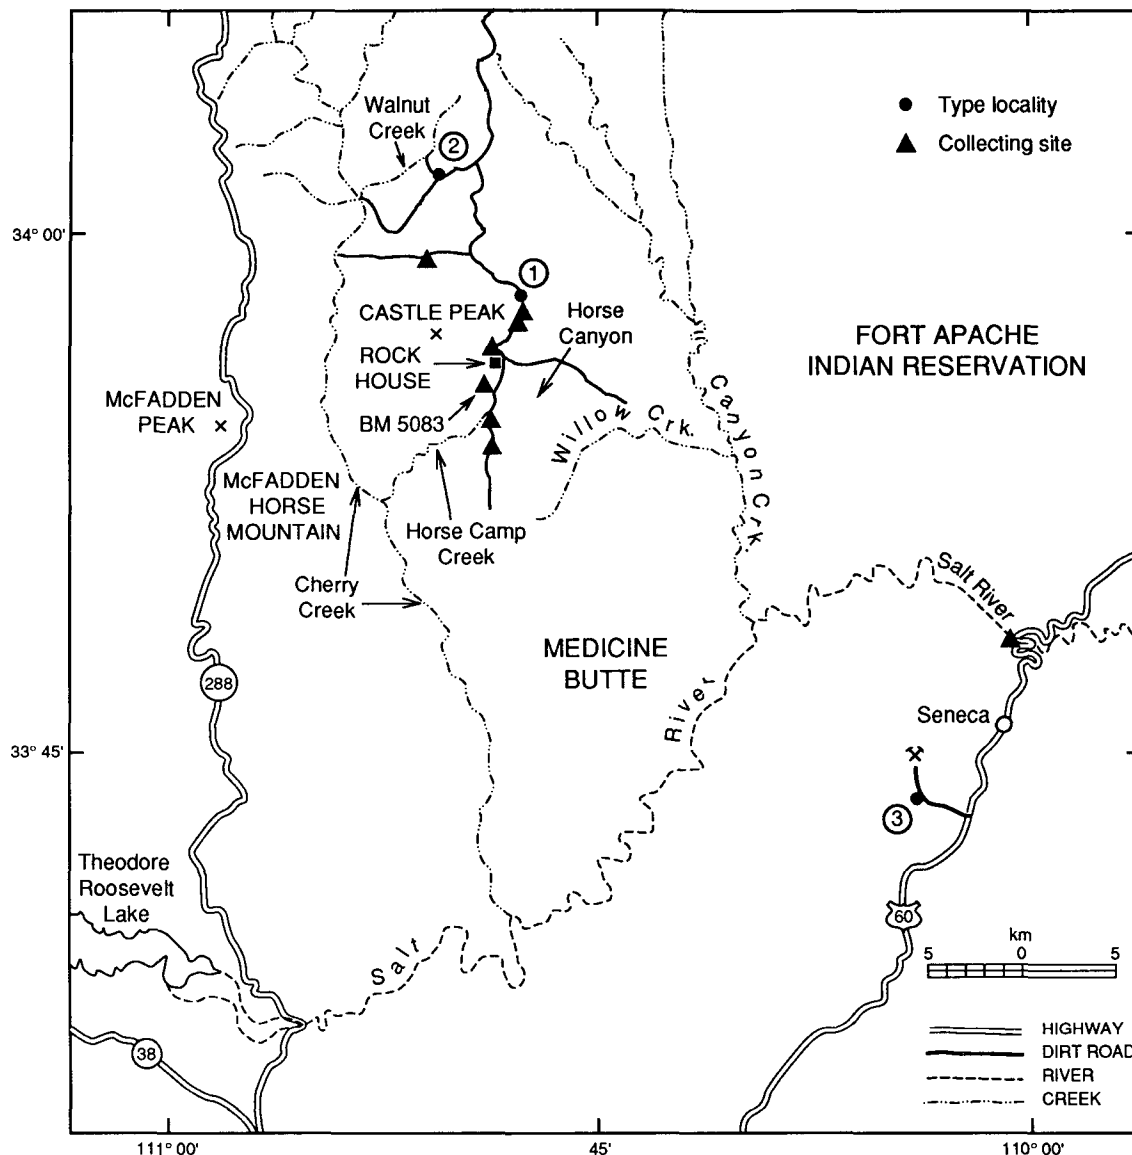 Walnut
Creek
2
Type locality
Collecting site
34° 00'
1
CASTLE PEAK
Horse
Canyon
ROCK
HOUSE
FORT APACHE
INDIAN RESERVATION
McFADDEN
PEAK
BM 5083
Willow Crk.
Canyon Crk.
McFADDEN
HORSE
MOUNTAIN
Horse Camp
Creek
Cherry
Creek
Salt River
MEDICINE
BUTTE
288
River
Seneca
33° 45'
3
Theodore
Roosevelt
Lake
60
km
5 0 5
Salt
HIGHWAY
DIRT ROAD
RIVER
CREEK
38
111° 00'
45'
110° 00'